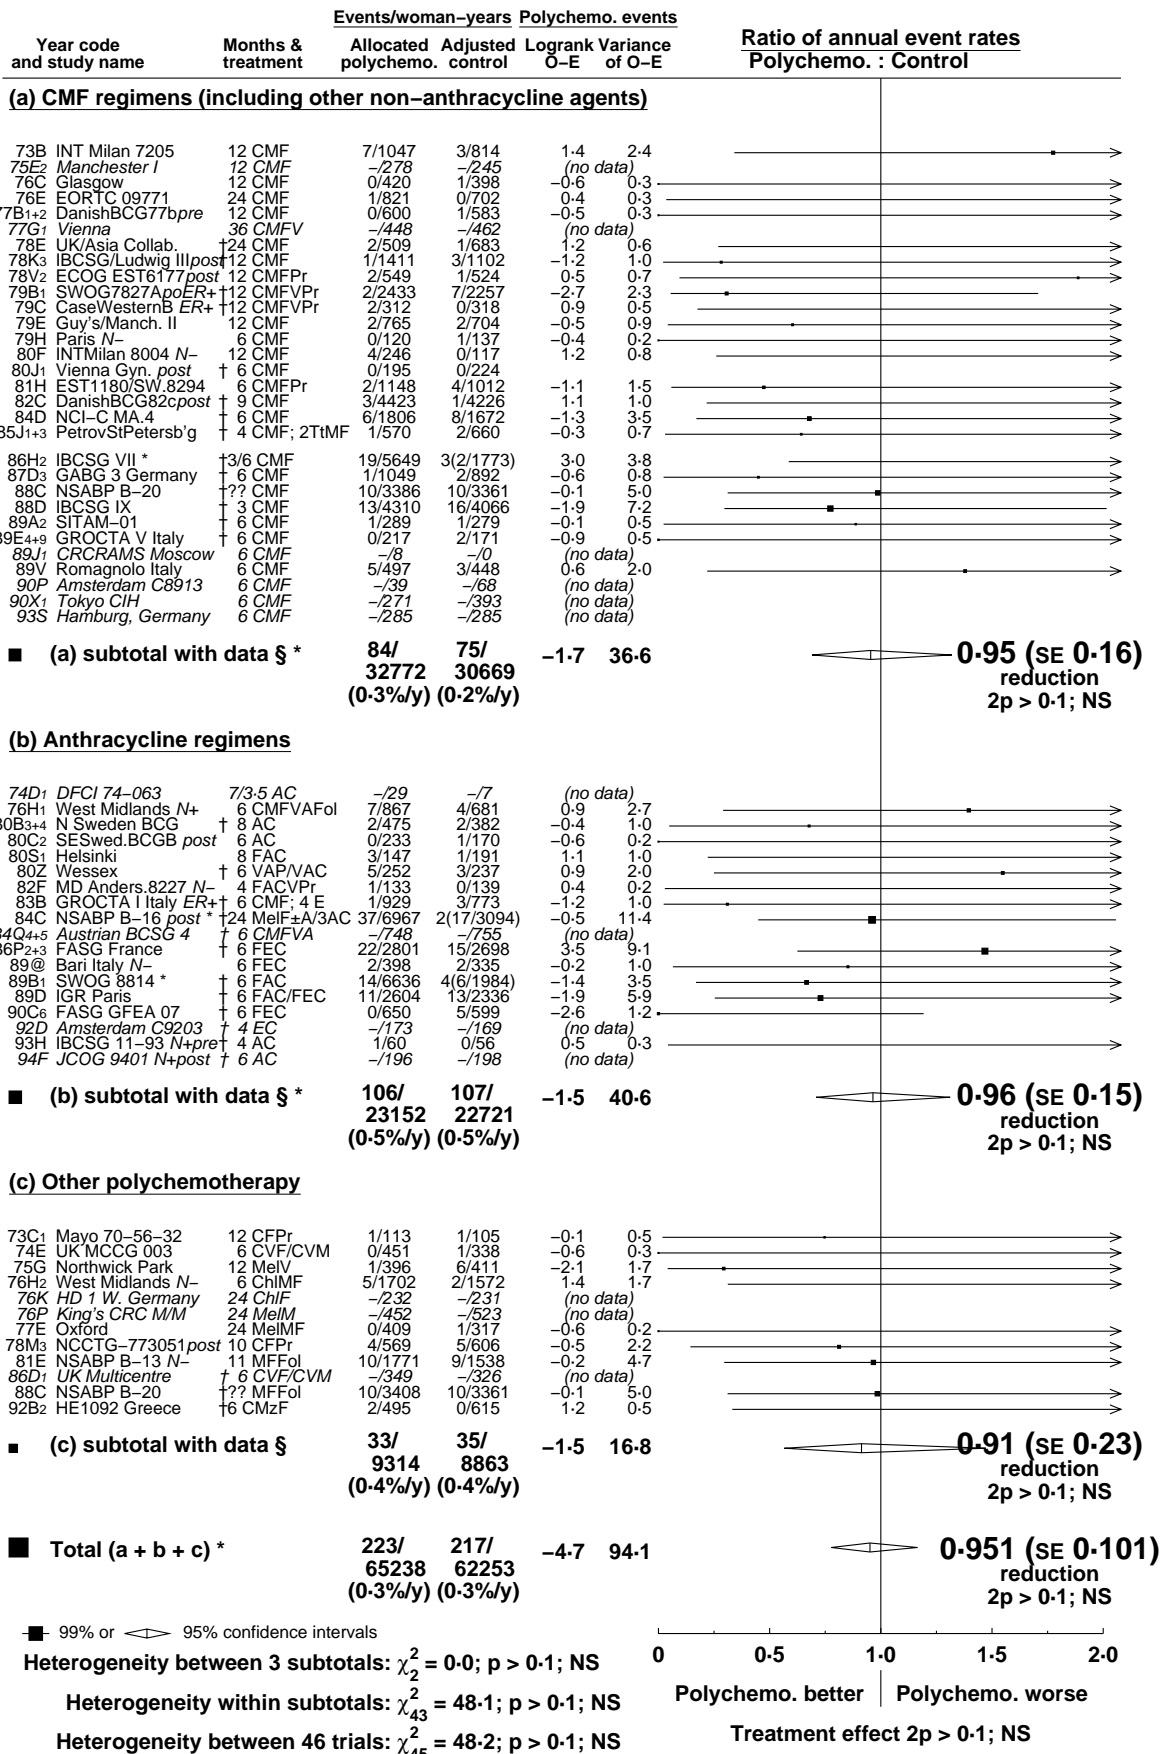 Events/woman–years Polychemo. events
Year code and study name Months & treatment Allocated polychemo. Adjusted control Logrank O–E Variance of O–E Ratio of annual event rates Polychemo. : Control
(a) CMF regimens (including other non–anthracycline agents)
73B INT Milan 7205 12 CMF 7/1047 3/814 1·4 2·4
75E2 Manchester I 12 CMF –/278 –/245 (no data)
76C Glasgow 12 CMF 0/420 1/398 –0·6 0·3
76E EORTC 09771 24 CMF 1/821 0/702 0·4 0·3
77B1+2 DanishBCG77bpre 12 CMF 0/600 1/583 –0·5 0·3
77G1 Vienna 36 CMFV –/448 –/462 (no data)
78E UK/Asia Collab. †24 CMF 2/509 1/683 1·2 0·6
78K3 IBCSG/Ludwig IIIpost †12 CMF 1/1411 3/1102 –1·2 1·0
78V2 ECOG EST6177post 12 CMFPr 2/549 1/524 0·5 0·7
79B1 SWOG7827ApoER+ †12 CMFVPr 2/2433 7/2257 –2·7 2·3
79C CaseWesternB ER+ †12 CMFVPr 2/312 0/318 0·9 0·5
79E Guy's/Manch. II 12 CMF 2/765 2/704 –0·5 0·9
79H Paris N– 6 CMF 0/120 1/137 –0·4 0·2
80F INTMilan 8004 N– 12 CMF 4/246 0/117 1·2 0·8
80J1 Vienna Gyn. post † 6 CMF 0/195 0/224
81H EST1180/SW.8294 6 CMFPr 2/1148 4/1012 –1·1 1·5
82C DanishBCG82cpost † 9 CMF 3/4423 1/4226 1·1 1·0
84D NCI–C MA.4 † 6 CMF 6/1806 8/1672 –1·3 3·5
85J1+3 PetrovStPetersb'g † 4 CMF; 2TtMF 1/570 2/660 –0·3 0·7
86H2 IBCSG VII * †3/6 CMF 19/5649 3(2/1773) 3·0 3·8
87D3 GABG 3 Germany † 6 CMF 1/1049 2/892 –0·6 0·8
88C NSABP B–20 †?? CMF 10/3386 10/3361 –0·1 5·0
88D IBCSG IX † 3 CMF 13/4310 16/4066 –1·9 7·2
89A2 SITAM–01 † 6 CMF 1/289 1/279 –0·1 0·5
89E4+9 GROCTA V Italy † 6 CMF 0/217 2/171 –0·9 0·5
89J1 CRCRAMS Moscow 6 CMF –/8 –/0 (no data)
89V Romagnolo Italy 6 CMF 5/497 3/448 0·6 2·0
90P Amsterdam C8913 6 CMF –/39 –/68 (no data)
90X1 Tokyo CIH 6 CMF –/271 –/393 (no data)
93S Hamburg, Germany 6 CMF –/285 –/285 (no data)
(a) subtotal with data § * 84/32772 75/30669 –1·7 36·6 0·95 (SE 0·16)
(0·3%/y) (0·2%/y) reduction
2p > 0·1; NS
(b) Anthracycline regimens
74D1 DFCI 74–063 7/3·5 AC –/29 –/7 (no data)
76H1 West Midlands N+ 6 CMFVAFol 7/867 4/681 0·9 2·7
80B3+4 N Sweden BCG † 8 AC 2/475 2/382 –0·4 1·0
80C2 SESwed.BCGB post 6 AC 0/233 1/170 –0·6 0·2
80S1 Helsinki 8 FAC 3/147 1/191 1·1 1·0
80Z Wessex † 6 VAP/VAC 5/252 3/237 0·9 2·0
82F MD Anders.8227 N– 4 FACVPr 1/133 0/139 0·4 0·2
83B GROCTA I Italy ER+ † 6 CMF; 4 E 1/929 3/773 –1·2 1·0
84C NSABP B–16 post * †24 MelF±A/3AC 37/6967 2(17/3094) –0·5 11·4
84Q4+5 Austrian BCSG 4 † 6 CMFVA –/748 –/755 (no data)
86P2+3 FASG France † 6 FEC 22/2801 15/2698 3·5 9·1
89@ Bari Italy N– 6 FEC 2/398 2/335 –0·2 1·0
89B1 SWOG 8814 * † 6 FAC 14/6636 4(6/1984) –1·4 3·5
89D IGR Paris † 6 FAC/FEC 11/2604 13/2336 –1·9 5·9
90C6 FASG GFEA 07 † 6 FEC 0/650 5/599 –2·6 1·2
92D Amsterdam C9203 † 4 EC –/173 –/169 (no data)
93H IBCSG 11–93 N+pre † 4 AC 1/60 0/56 0·5 0·3
94F JCOG 9401 N+post † 6 AC –/196 –/198 (no data)
(b) subtotal with data § * 106/23152 107/22721 –1·5 40·6 0·96 (SE 0·15)
(0·5%/y) (0·5%/y) reduction
2p > 0·1; NS
(c) Other polychemotherapy
73C1 Mayo 70–56–32 12 CFPr 1/113 1/105 –0·1 0·5
74E UK MCCG 003 6 CVF/CVM 0/451 1/338 –0·6 0·3
75G Northwick Park 12 MelV 1/396 6/411 –2·1 1·7
76H2 West Midlands N– 6 ChlMF 5/1702 2/1572 1·4 1·7
76K HD 1 W. Germany 24 ChlF –/232 –/231 (no data)
76P King's CRC M/M 24 MelM –/452 –/523 (no data)
77E Oxford 24 MelMF 0/409 1/317 –0·6 0·2
78M3 NCCTG–773051post 10 CFPr 4/569 5/606 –0·5 2·2
81E NSABP B–13 N– 11 MFFol 10/1771 9/1538 –0·2 4·7
86D1 UK Multicentre † 6 CVF/CVM –/349 –/326 (no data)
88C NSABP B–20 †?? MFFol 10/3408 10/3361 –0·1 5·0
92B2 HE1092 Greece †6 CMzF 2/495 0/615 1·2 0·5
(c) subtotal with data § 33/9314 35/8863 –1·5 16·8 0·91 (SE 0·23)
(0·4%/y) (0·4%/y) reduction
2p > 0·1; NS
Total (a + b + c) * 223/65238 217/62253 –4·7 94·1 0·951 (SE 0·101)
(0·3%/y) (0·3%/y) reduction
2p > 0·1; NS
99% or 95% confidence intervals
0 0·5 1·0 1·5 2·0
Heterogeneity between 3 subtotals: χ²₂ = 0·0; p > 0·1; NS
Polychemo. better Polychemo. worse
Heterogeneity within subtotals: χ²₄₃ = 48·1; p > 0·1; NS
Treatment effect 2p > 0·1; NS
Heterogeneity between 46 trials: χ²₄₅ = 48·2; p > 0·1; NS